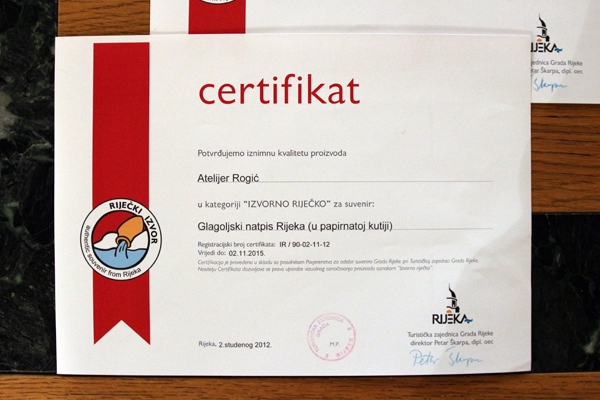 RIJEKA
zajednica Grada Rijeke
Petar Škarpa, dipl. oec
certifikat
Potvrđujemo iznimnu kvalitetu proizvoda
Atelijer Rogić
u kategoriji "IZVORNO RIJEČKO" za suvenir:
Glagoljski natpis Rijeka (u papirnatoj kutiji)
Registracijski broj certifikata: IR / 90-02-11-12
Vrijedi do: 02.11.2015.
RIJEČKI IZVOR
authentic souvenir from Rijeka
RIJEKA
Turistička zajednica Grada Rijeke
direktor Petar Škarpa, dipl. oec
Petar Škarpa
Rijeka, 2.studenog 2012.
M.P.